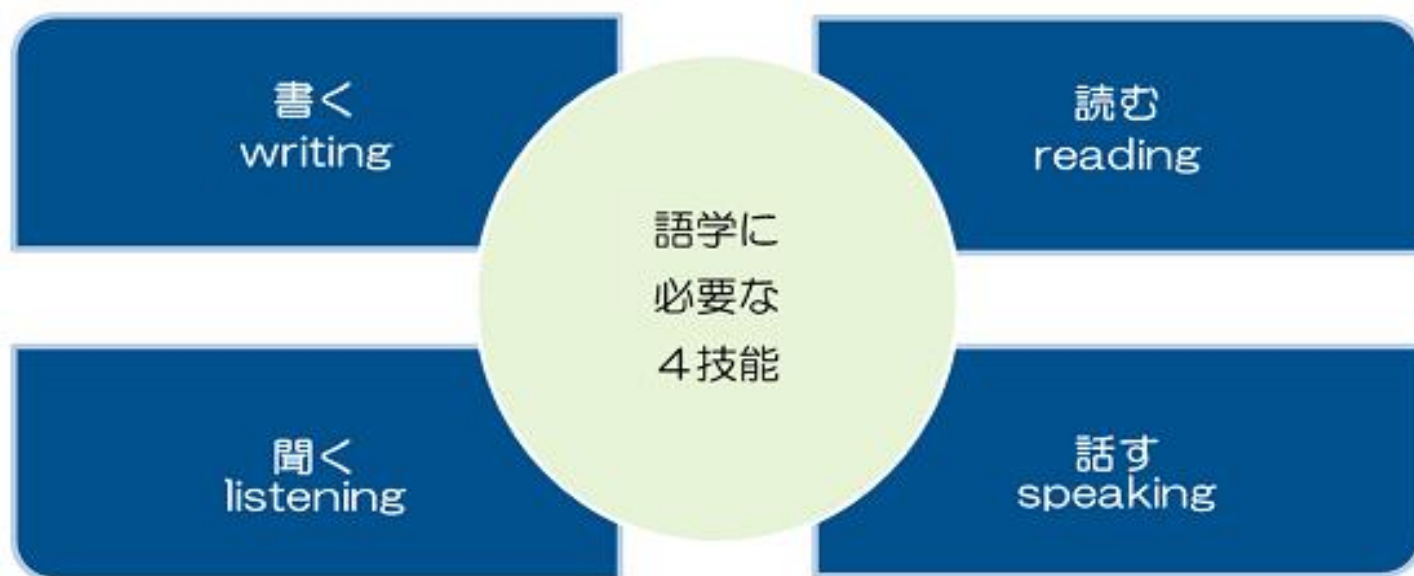 書く
writing
読む
reading
語学に
必要な
４技能
聞く
listening
話す
speaking